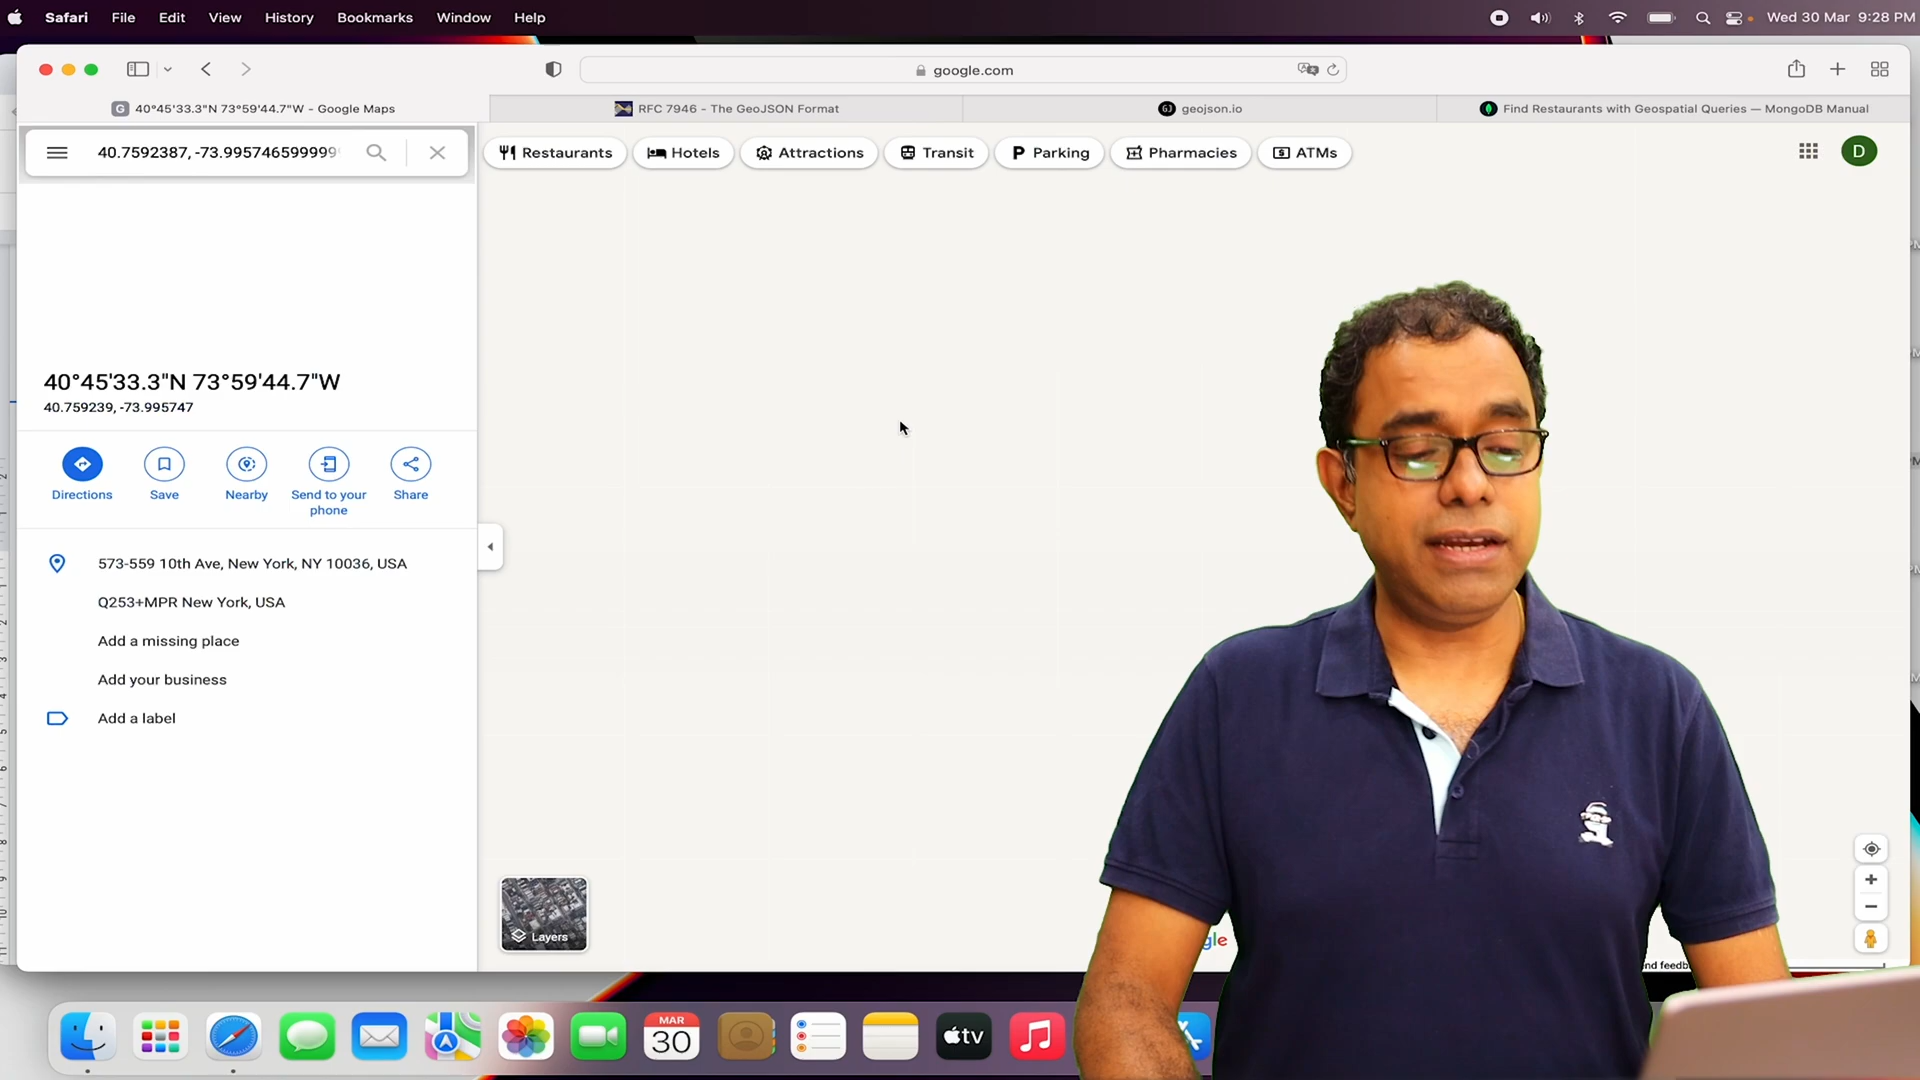 Safari File Edit View History Bookmarks Window Help Wed 30 Mar 9:28 PM
google.com
G 40°45'33.3"N 73°59'44.7"W - Google Maps
RFC 7946 - The GeoJSON Format
GJ geojson.io
Find Restaurants with Geospatial Queries — MongoDB Manual
40.7592387, -73.9957465999999
Restaurants
Hotels
Attractions
Transit
Parking
Pharmacies
ATMs
D
40°45'33.3"N 73°59'44.7"W
40.759239, -73.995747
Directions
Save
Nearby
Send to your
phone
Share
573-559 10th Ave, New York, NY 10036, USA
Q253+MPR New York, USA
Add a missing place
Add your business
Add a label
Layers
gle
nd feedb
MAR
30
tv